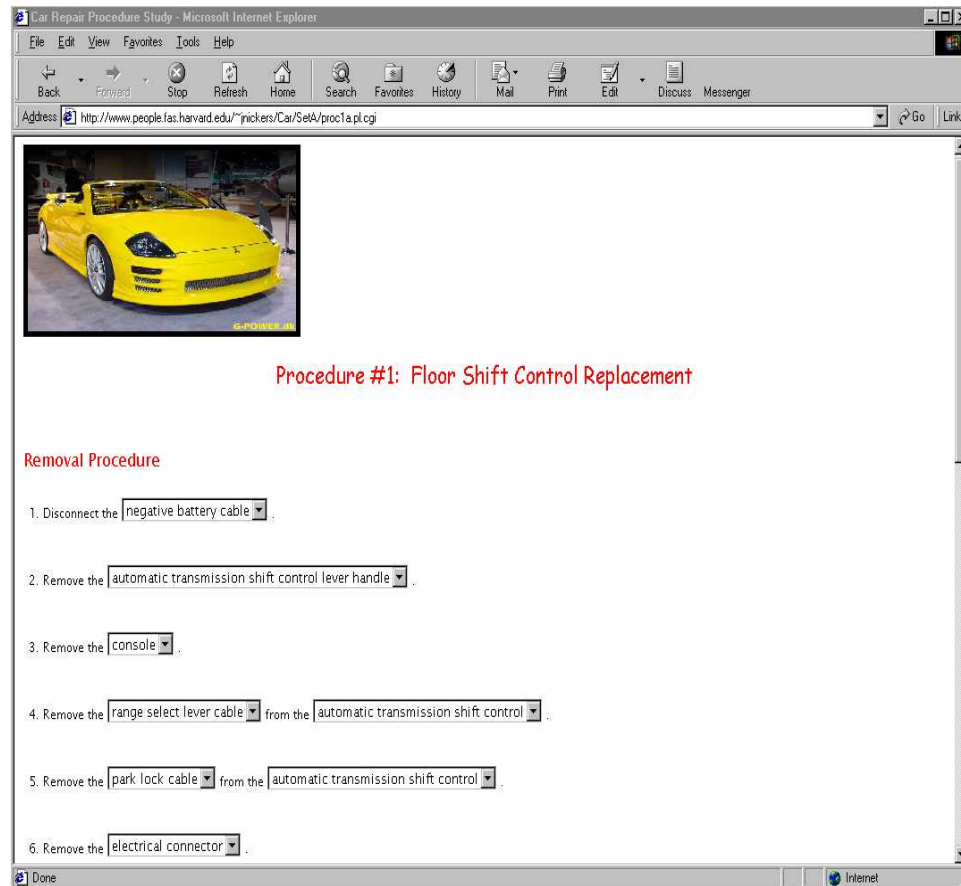 Car Repair Procedure Study - Microsoft Internet Explorer
File Edit View Favorites Tools Help
Back Forward Stop Refresh Home Search Favorites History Mail Print Edit Discuss Messenger
Address http://www.people.fas.harvard.edu/~jnickers/Car/SetA/proc1a.pl.cgi Go Link
G-POWER.dk
Procedure #1: Floor Shift Control Replacement
Removal Procedure
1. Disconnect the negative battery cable .
2. Remove the automatic transmission shift control lever handle .
3. Remove the console .
4. Remove the range select lever cable from the automatic transmission shift control .
5. Remove the park lock cable from the automatic transmission shift control .
6. Remove the electrical connector .
Done Internet